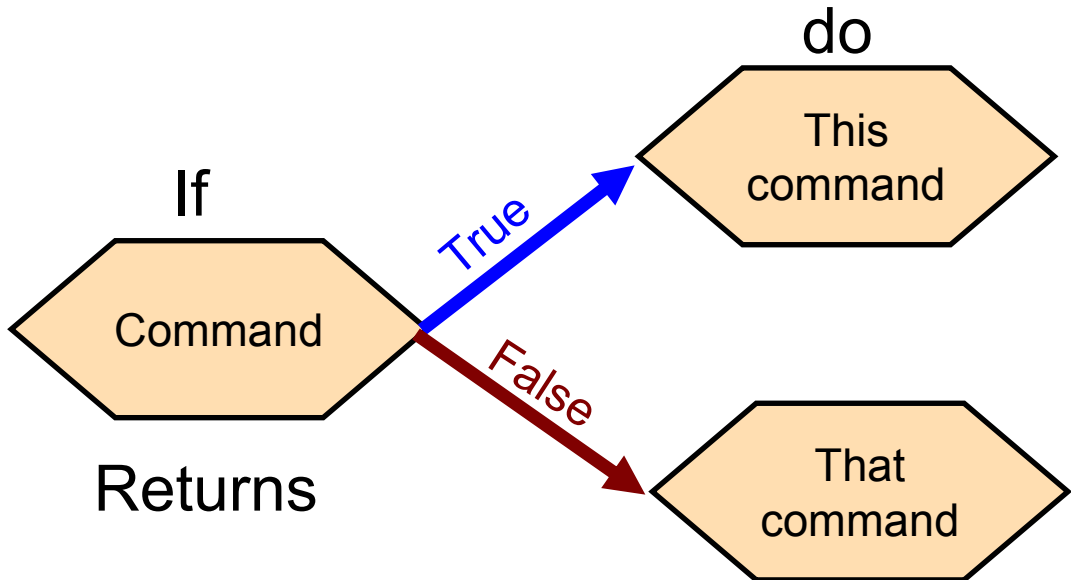 do
This
command
If
True
Command
False
Returns
That
command